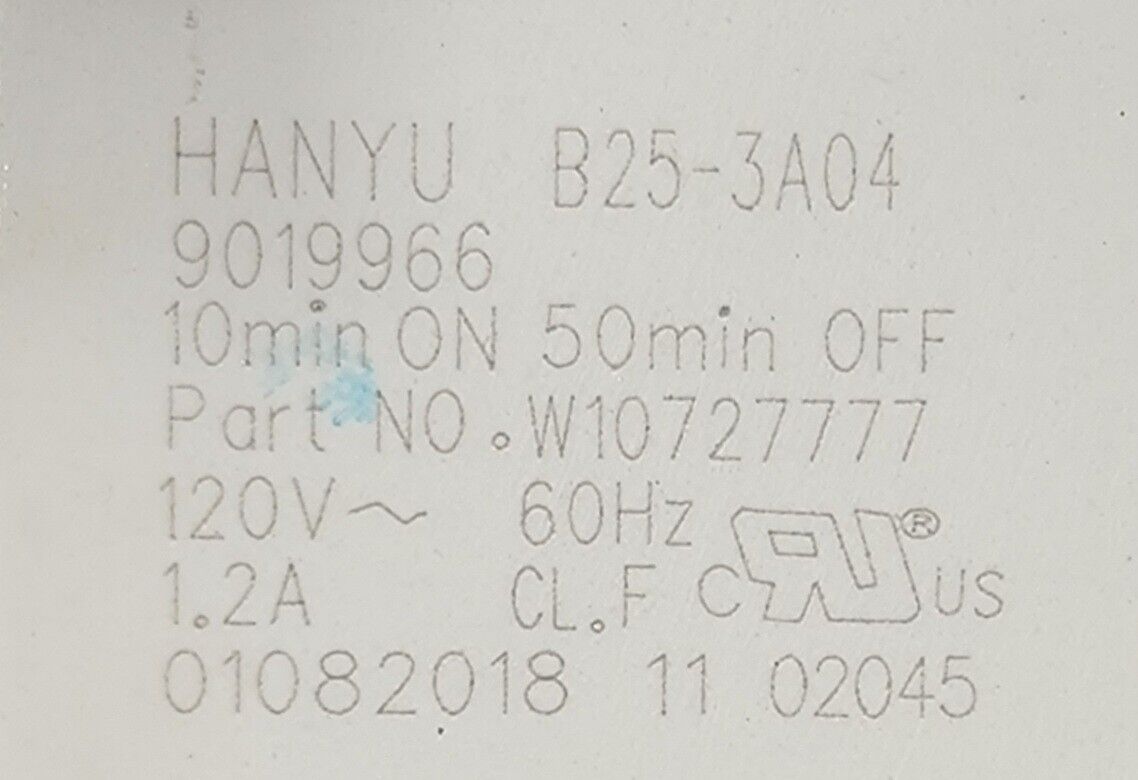 HANYU B25-3A04
9019966
10min ON 50min OFF
Part NO.W10727777
120V~ 60Hz
1.2A CL.F C RU® US
01082018 11 02045